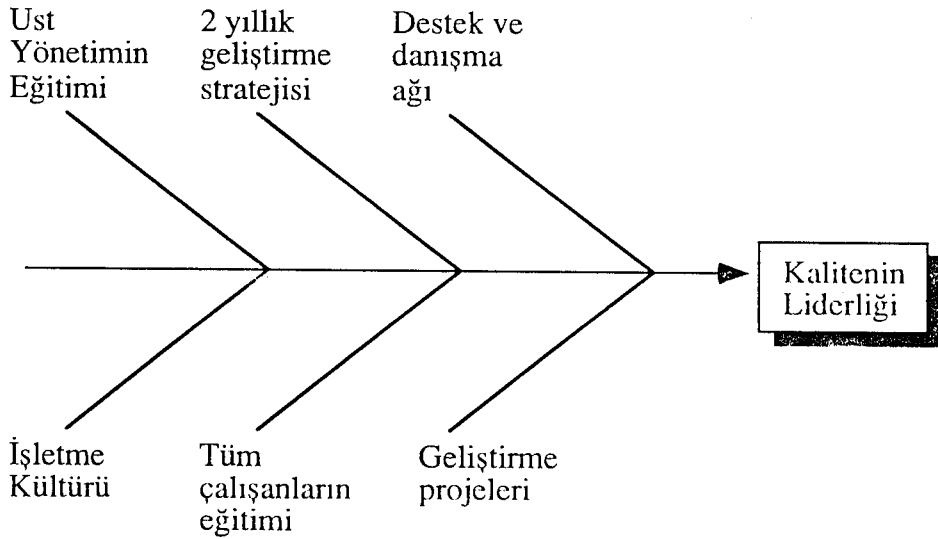 Ust
Yönetimin
Eğitimi
2 yıllık
geliştirme
stratejisi
Destek ve
danışma
ağı
Kalitenin
Liderliği
İşletme
Kültürü
Tüm
çalışanların
eğitimi
Geliştirme
projeleri